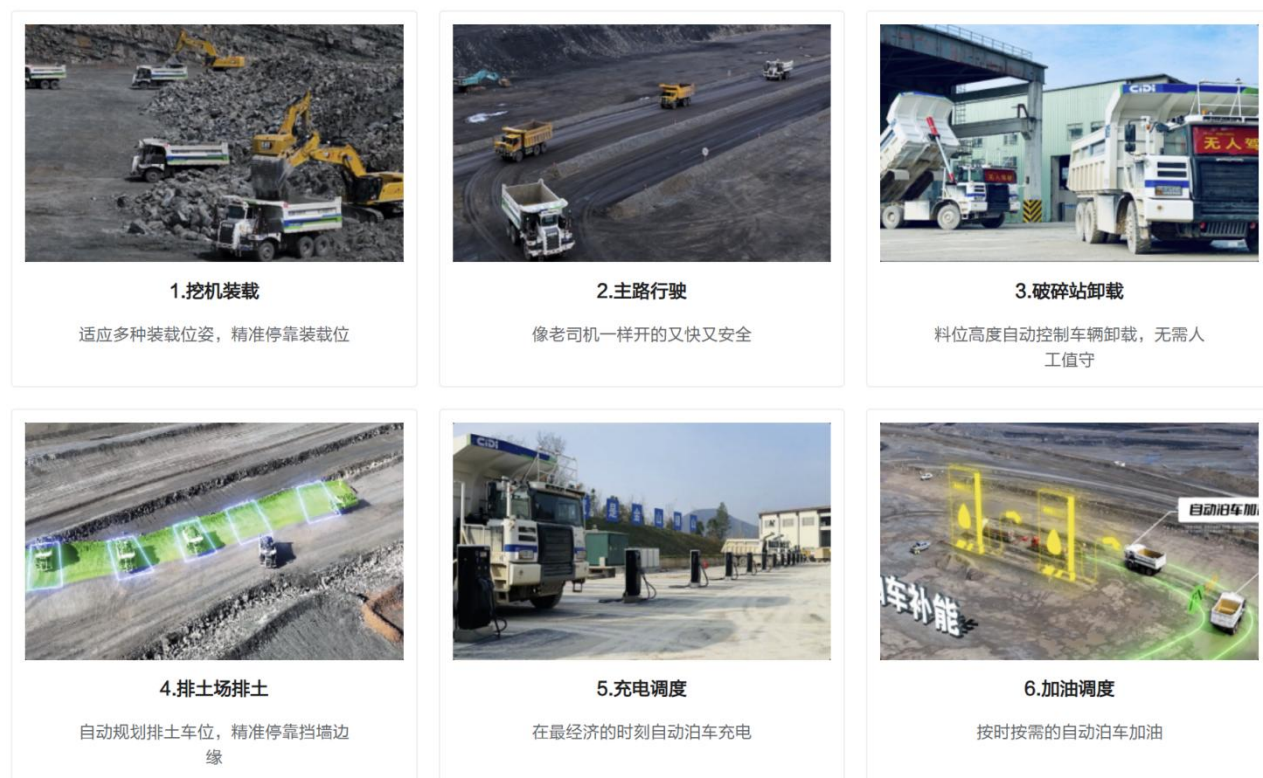 CiDi
无人驾
无人驾
1.挖机装载
2.主路行驶
3.破碎站卸载
适应多种装载位姿，精准停靠装载位
像老司机一样开的又快又安全
料位高度自动控制车辆卸载，无需人
工值守
CiDi
自动泊车加
车补能
4.排土场排土
5.充电调度
6.加油调度
自动规划排土车位，精准停靠挡墙边
缘
在最经济的时刻自动泊车充电
按时按需的自动泊车加油